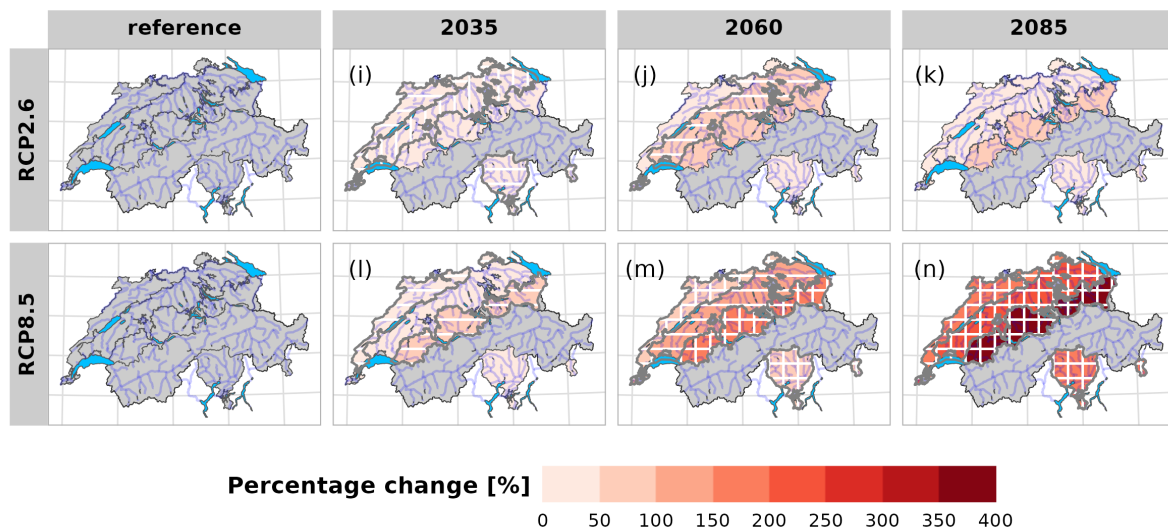 reference 2035 2060 2085
RCP2.6
(i) (j) (k)
RCP8.5
(l) (m) (n)
Percentage change [%]
0 50 100 150 200 250 300 350 400